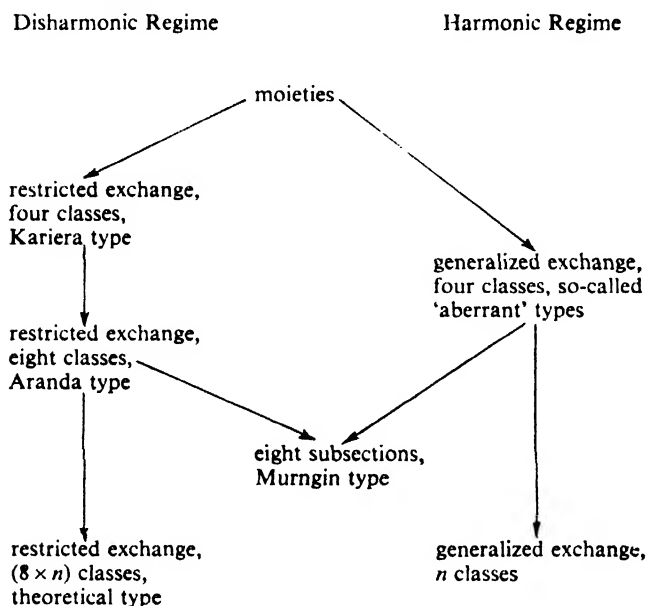 Disharmonic Regime
Harmonic Regime
moieties
restricted exchange,
four classes,
Kariera type
generalized exchange,
four classes, so-called
'aberrant' types
restricted exchange,
eight classes,
Aranda type
eight subsections,
Murngin type
restricted exchange,
(8 × n) classes,
theoretical type
generalized exchange,
n classes